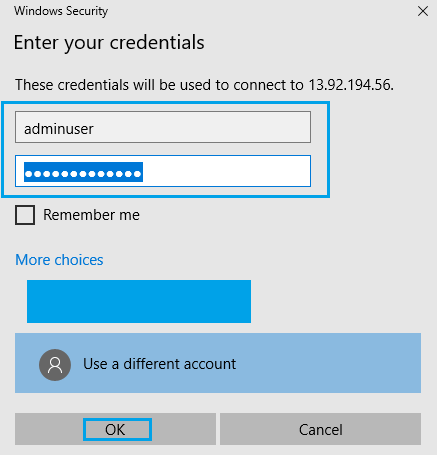 Windows Security
Enter your credentials
These credentials will be used to connect to 13.92.194.56.
adminuser
●●●●●●●●●●●●●
Remember me
More choices
Use a different account
OK
Cancel